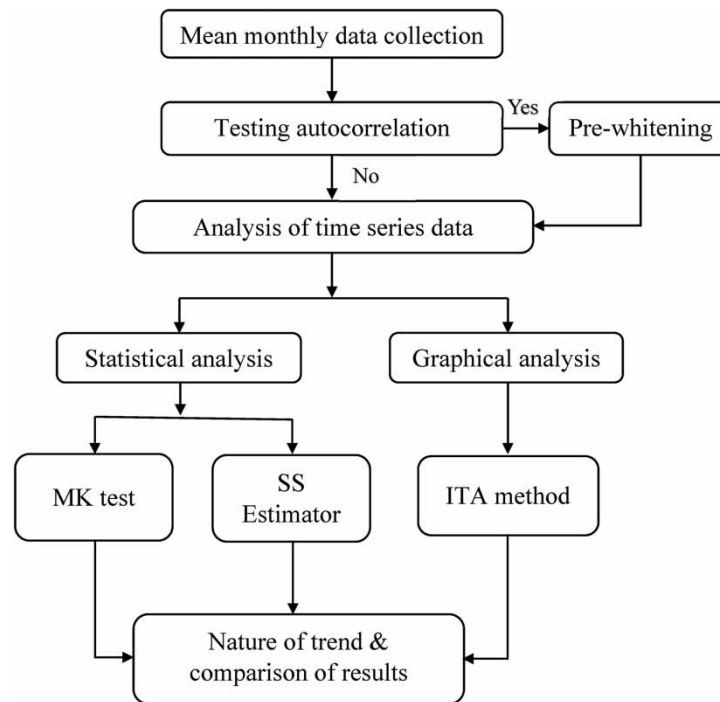 Mean monthly data collection
Testing autocorrelation
Yes
Pre-whitening
No
Analysis of time series data
Statistical analysis
Graphical analysis
MK test
SS
Estimator
ITA method
Nature of trend &
comparison of results